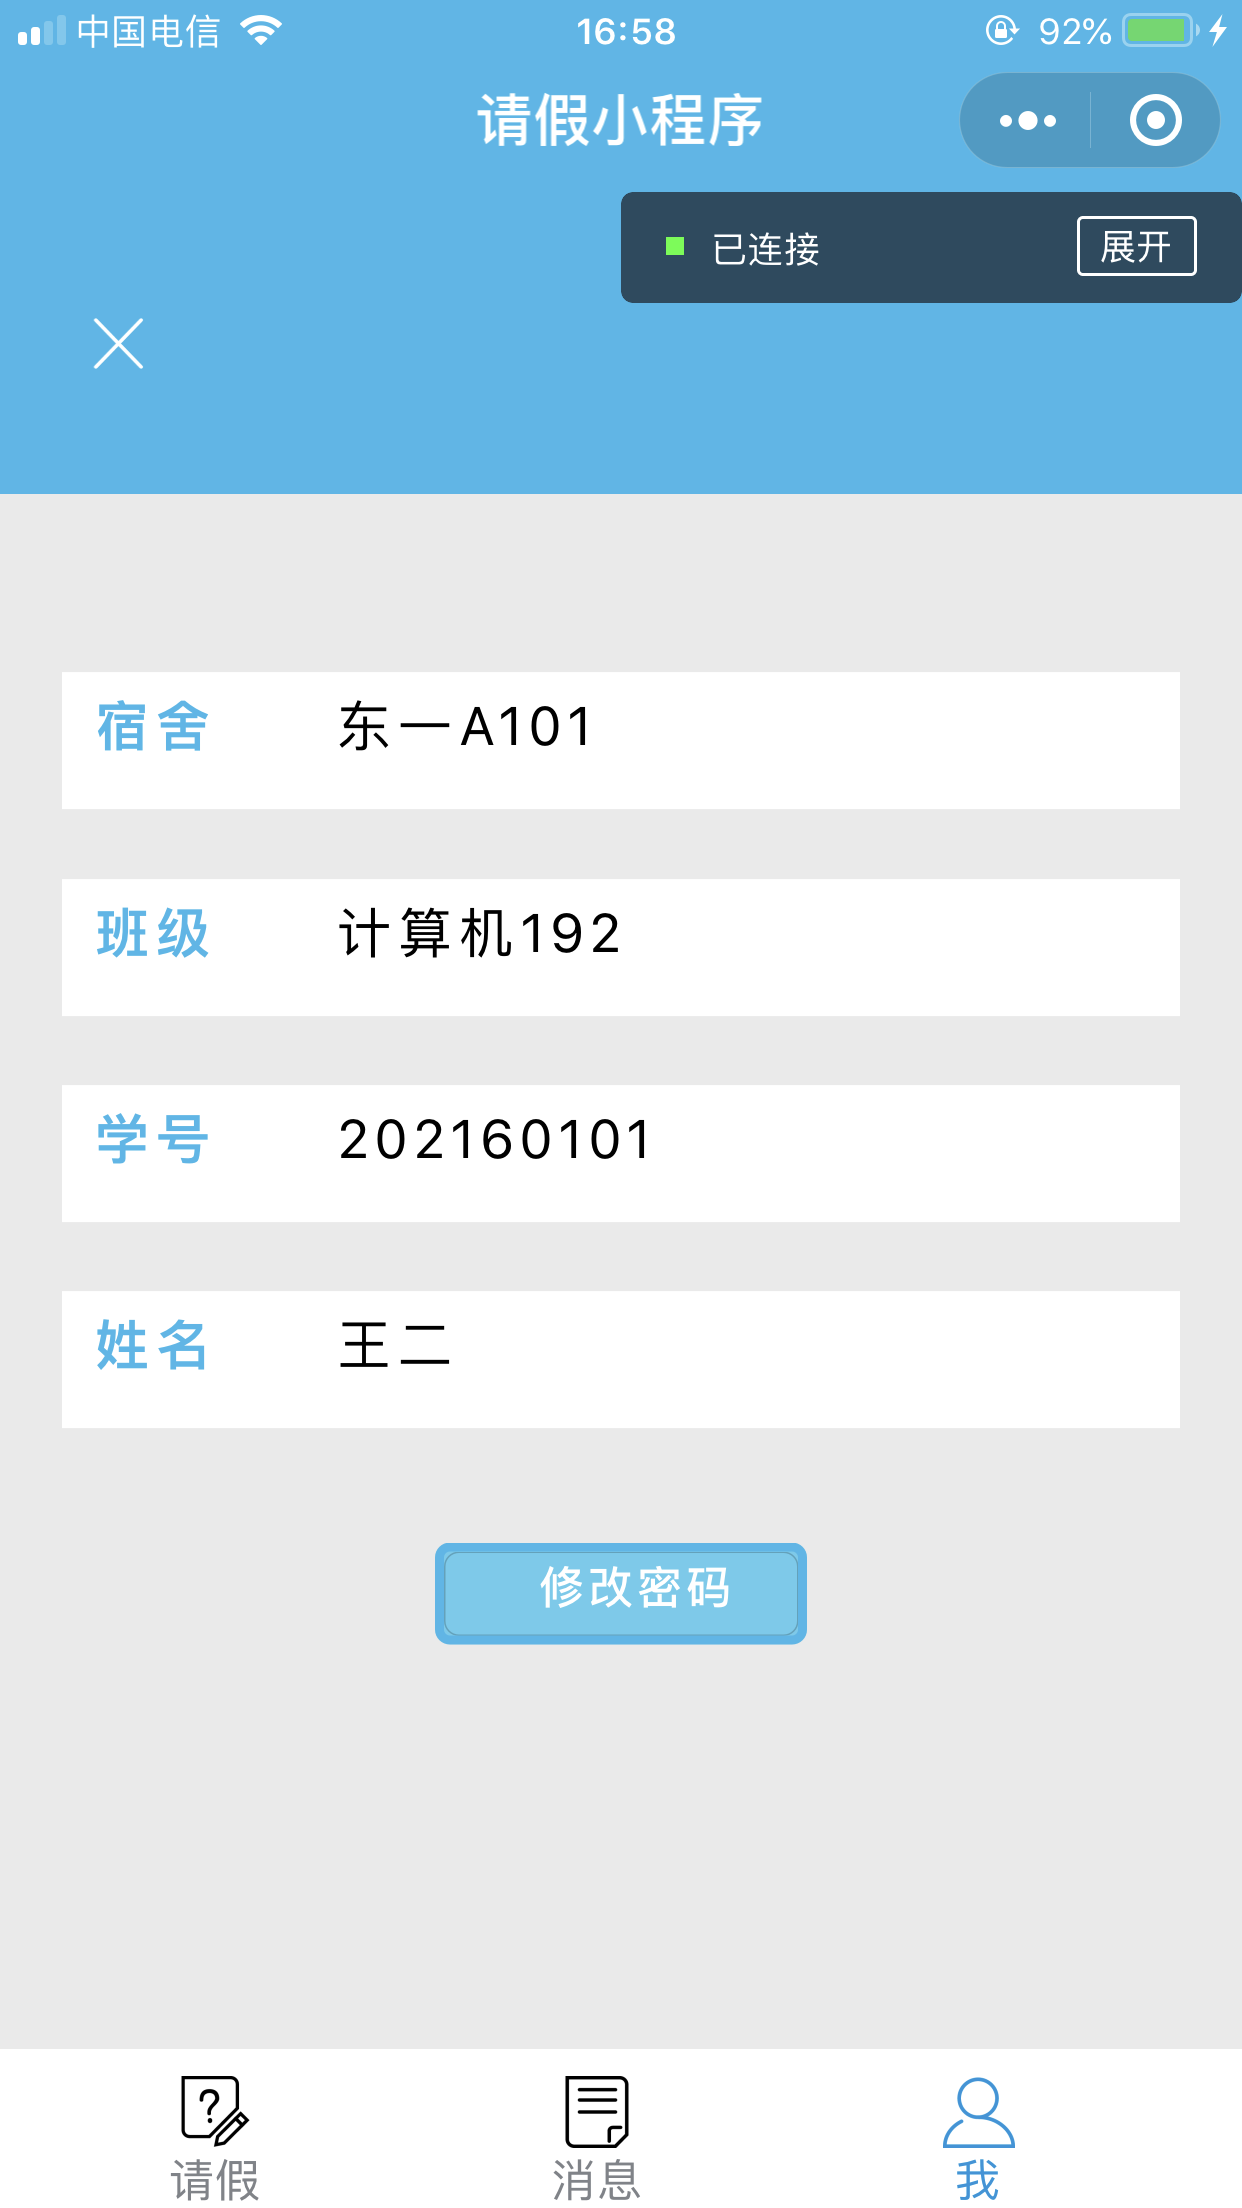 中国电信 16:58 92%
请假小程序
已连接 展开
宿舍 东一A101
班级 计算机192
学号 202160101
姓名 王二
修改密码
请假 消息 我